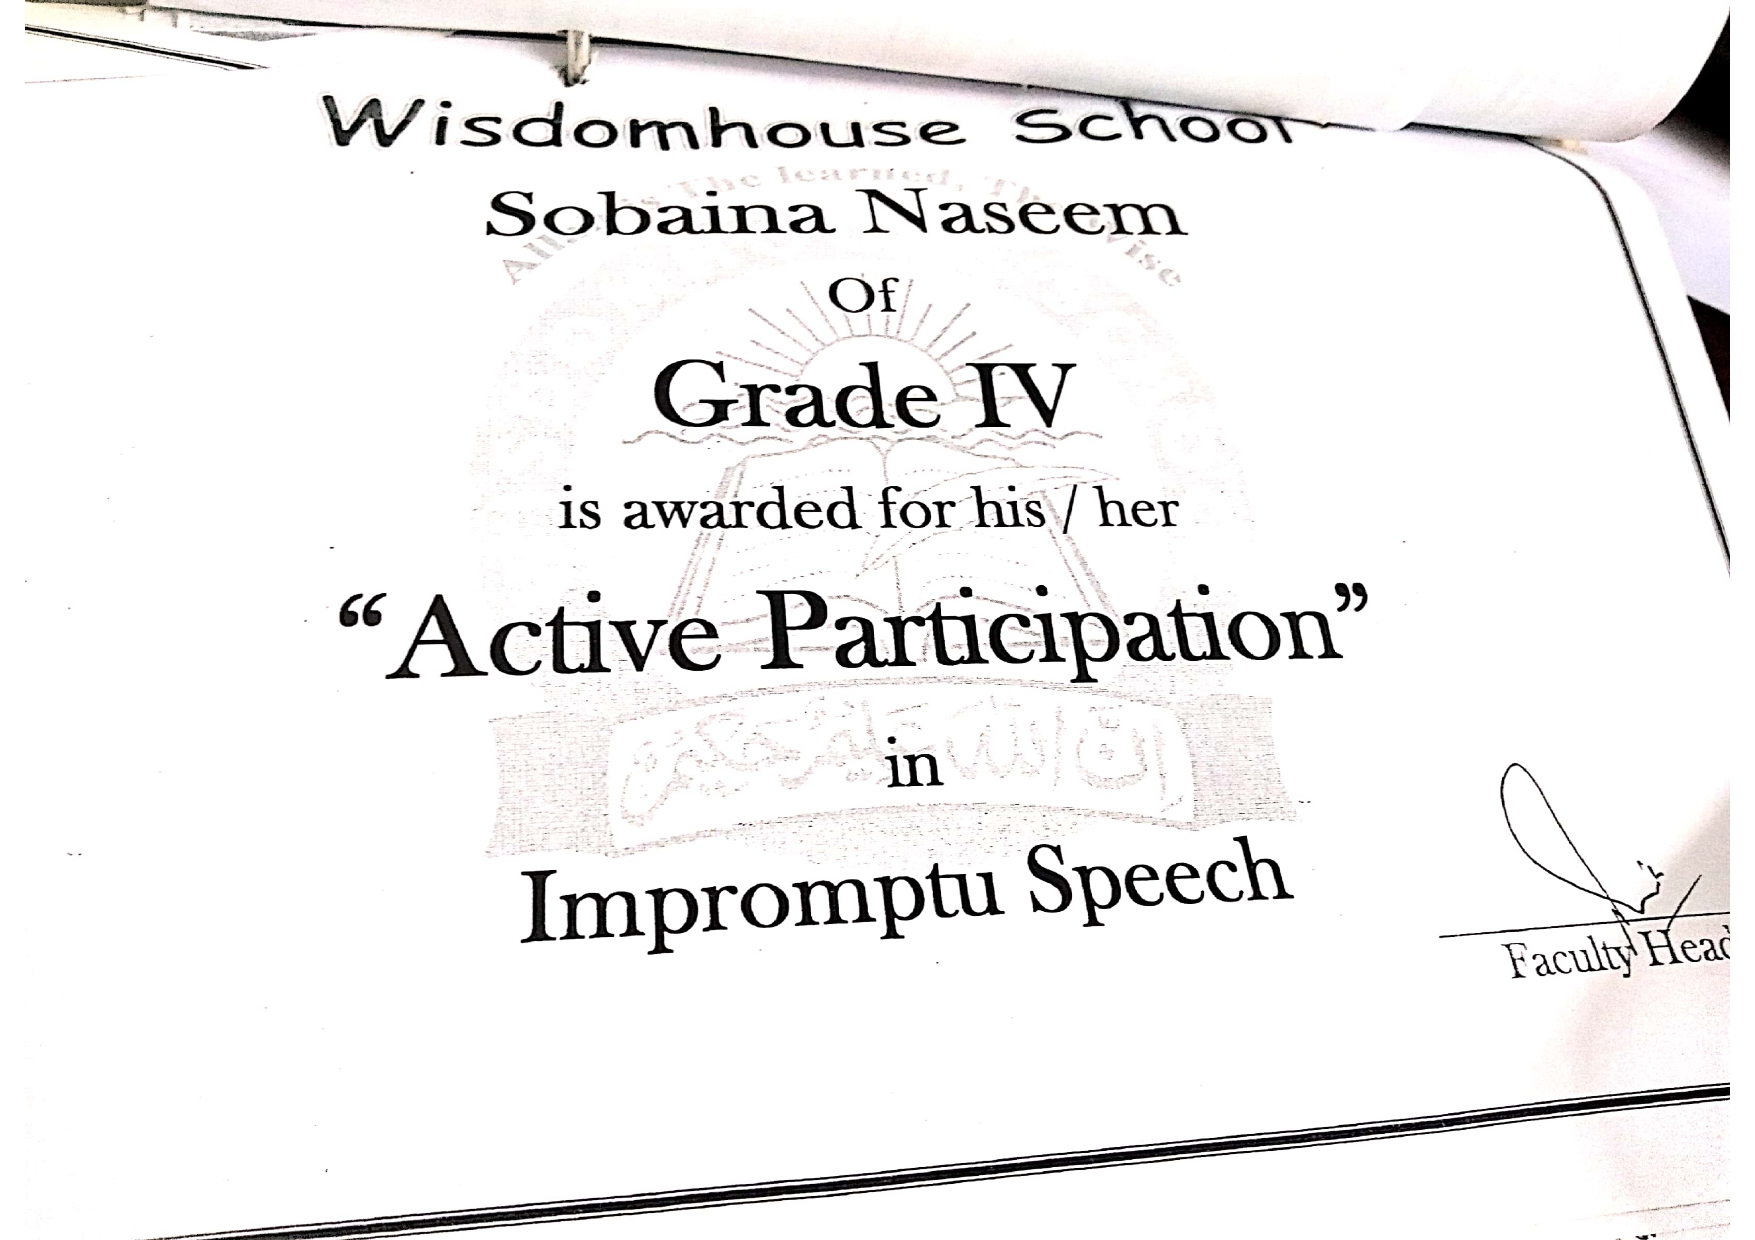 Wisdomhouse School
Sobaina Naseem
Of
Grade IV
is awarded for his / her
“Active Participation”
in
Impromptu Speech
Faculty Head